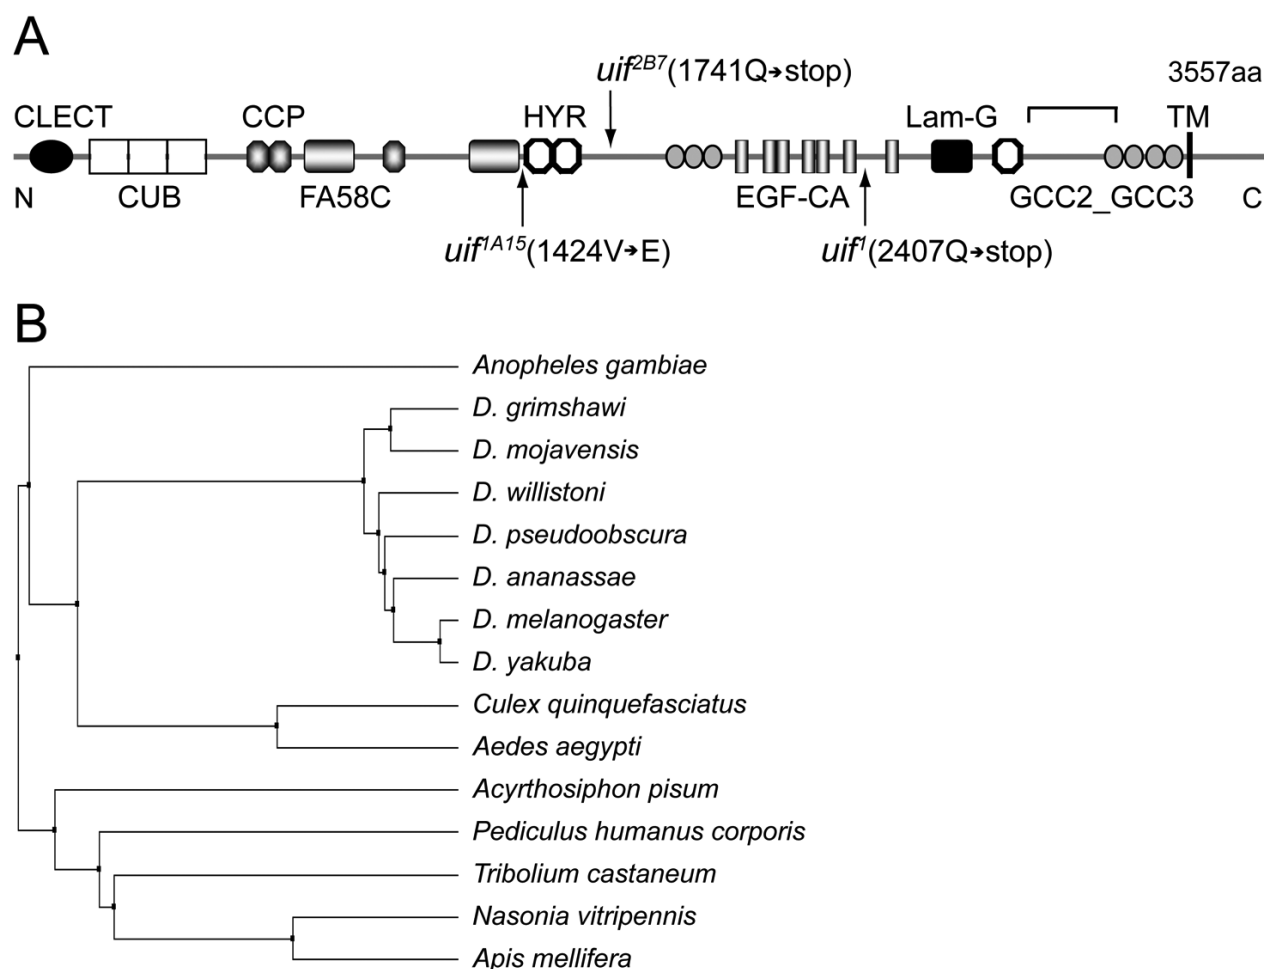 A
uif2B7(1741Q➔stop)
3557aa
CLECT CCP HYR Lam-G TM
N CUB FA58C EGF-CA GCC2_GCC3 C
uif1A15(1424V➔E) uif1(2407Q➔stop)
B
Anopheles gambiae
D. grimshawi
D. mojavensis
D. willistoni
D. pseudoobscura
D. ananassae
D. melanogaster
D. yakuba
Culex quinquefasciatus
Aedes aegypti
Acyrthosiphon pisum
Pediculus humanus corporis
Tribolium castaneum
Nasonia vitripennis
Apis mellifera